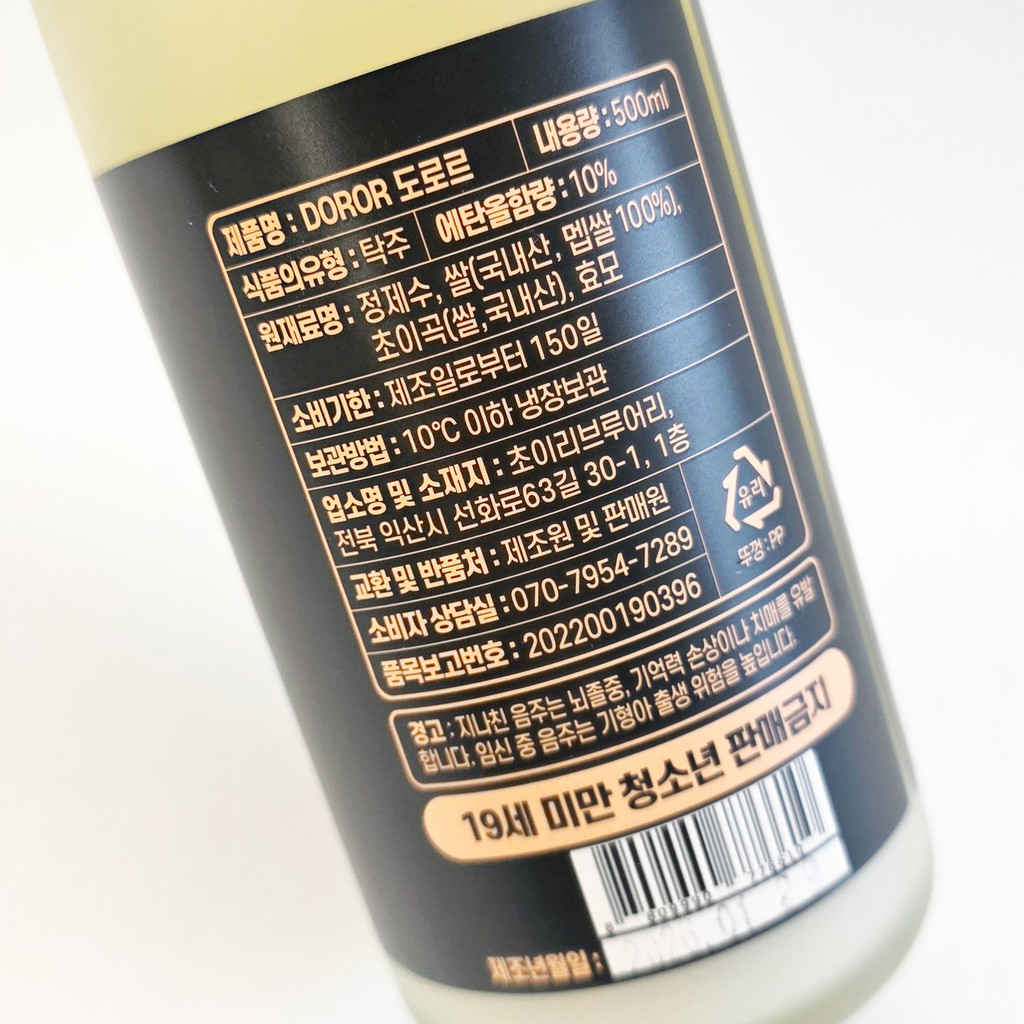 제품명 : DOROR 도로르 내용량 : 500ml
식품의유형 : 탁주 에탄올함량 : 10%
원재료명 : 정제수, 쌀(국내산, 멥쌀 100%),
초이곡(쌀,국내산), 효모
소비기한 : 제조일로부터 150일
보관방법 : 10℃ 이하 냉장보관
업소명 및 소재지 : 초이리브루어리,
전북 익산시 선화로63길 30-1, 1층
교환 및 반품처 : 제조원 및 판매원
소비자 상담실 : 070-7954-7289
품목보고번호 : 202200190396
유리
뚜껑 : PP
경고 : 지나친 음주는 뇌졸중, 기억력 손상이나 치매를 유발
합니다. 임신 중 음주는 기형아 출생 위험을 높입니다.
19세 미만 청소년 판매금지
제조년월일 :